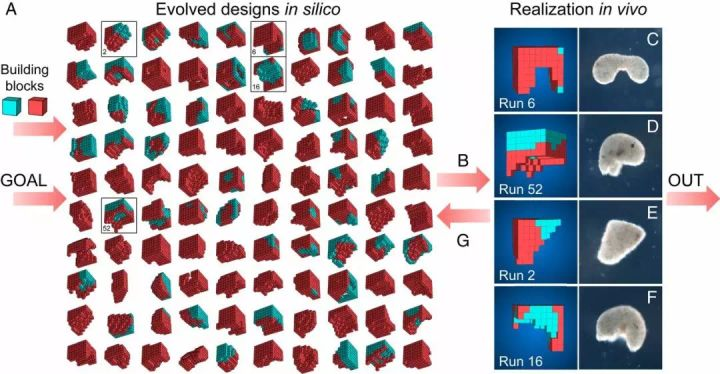 A
Evolved designs in silico
Realization in vivo
Building
blocks
GOAL
2
6
16
52
B
G
OUT
Run 6
C
Run 52
D
Run 2
E
Run 16
F